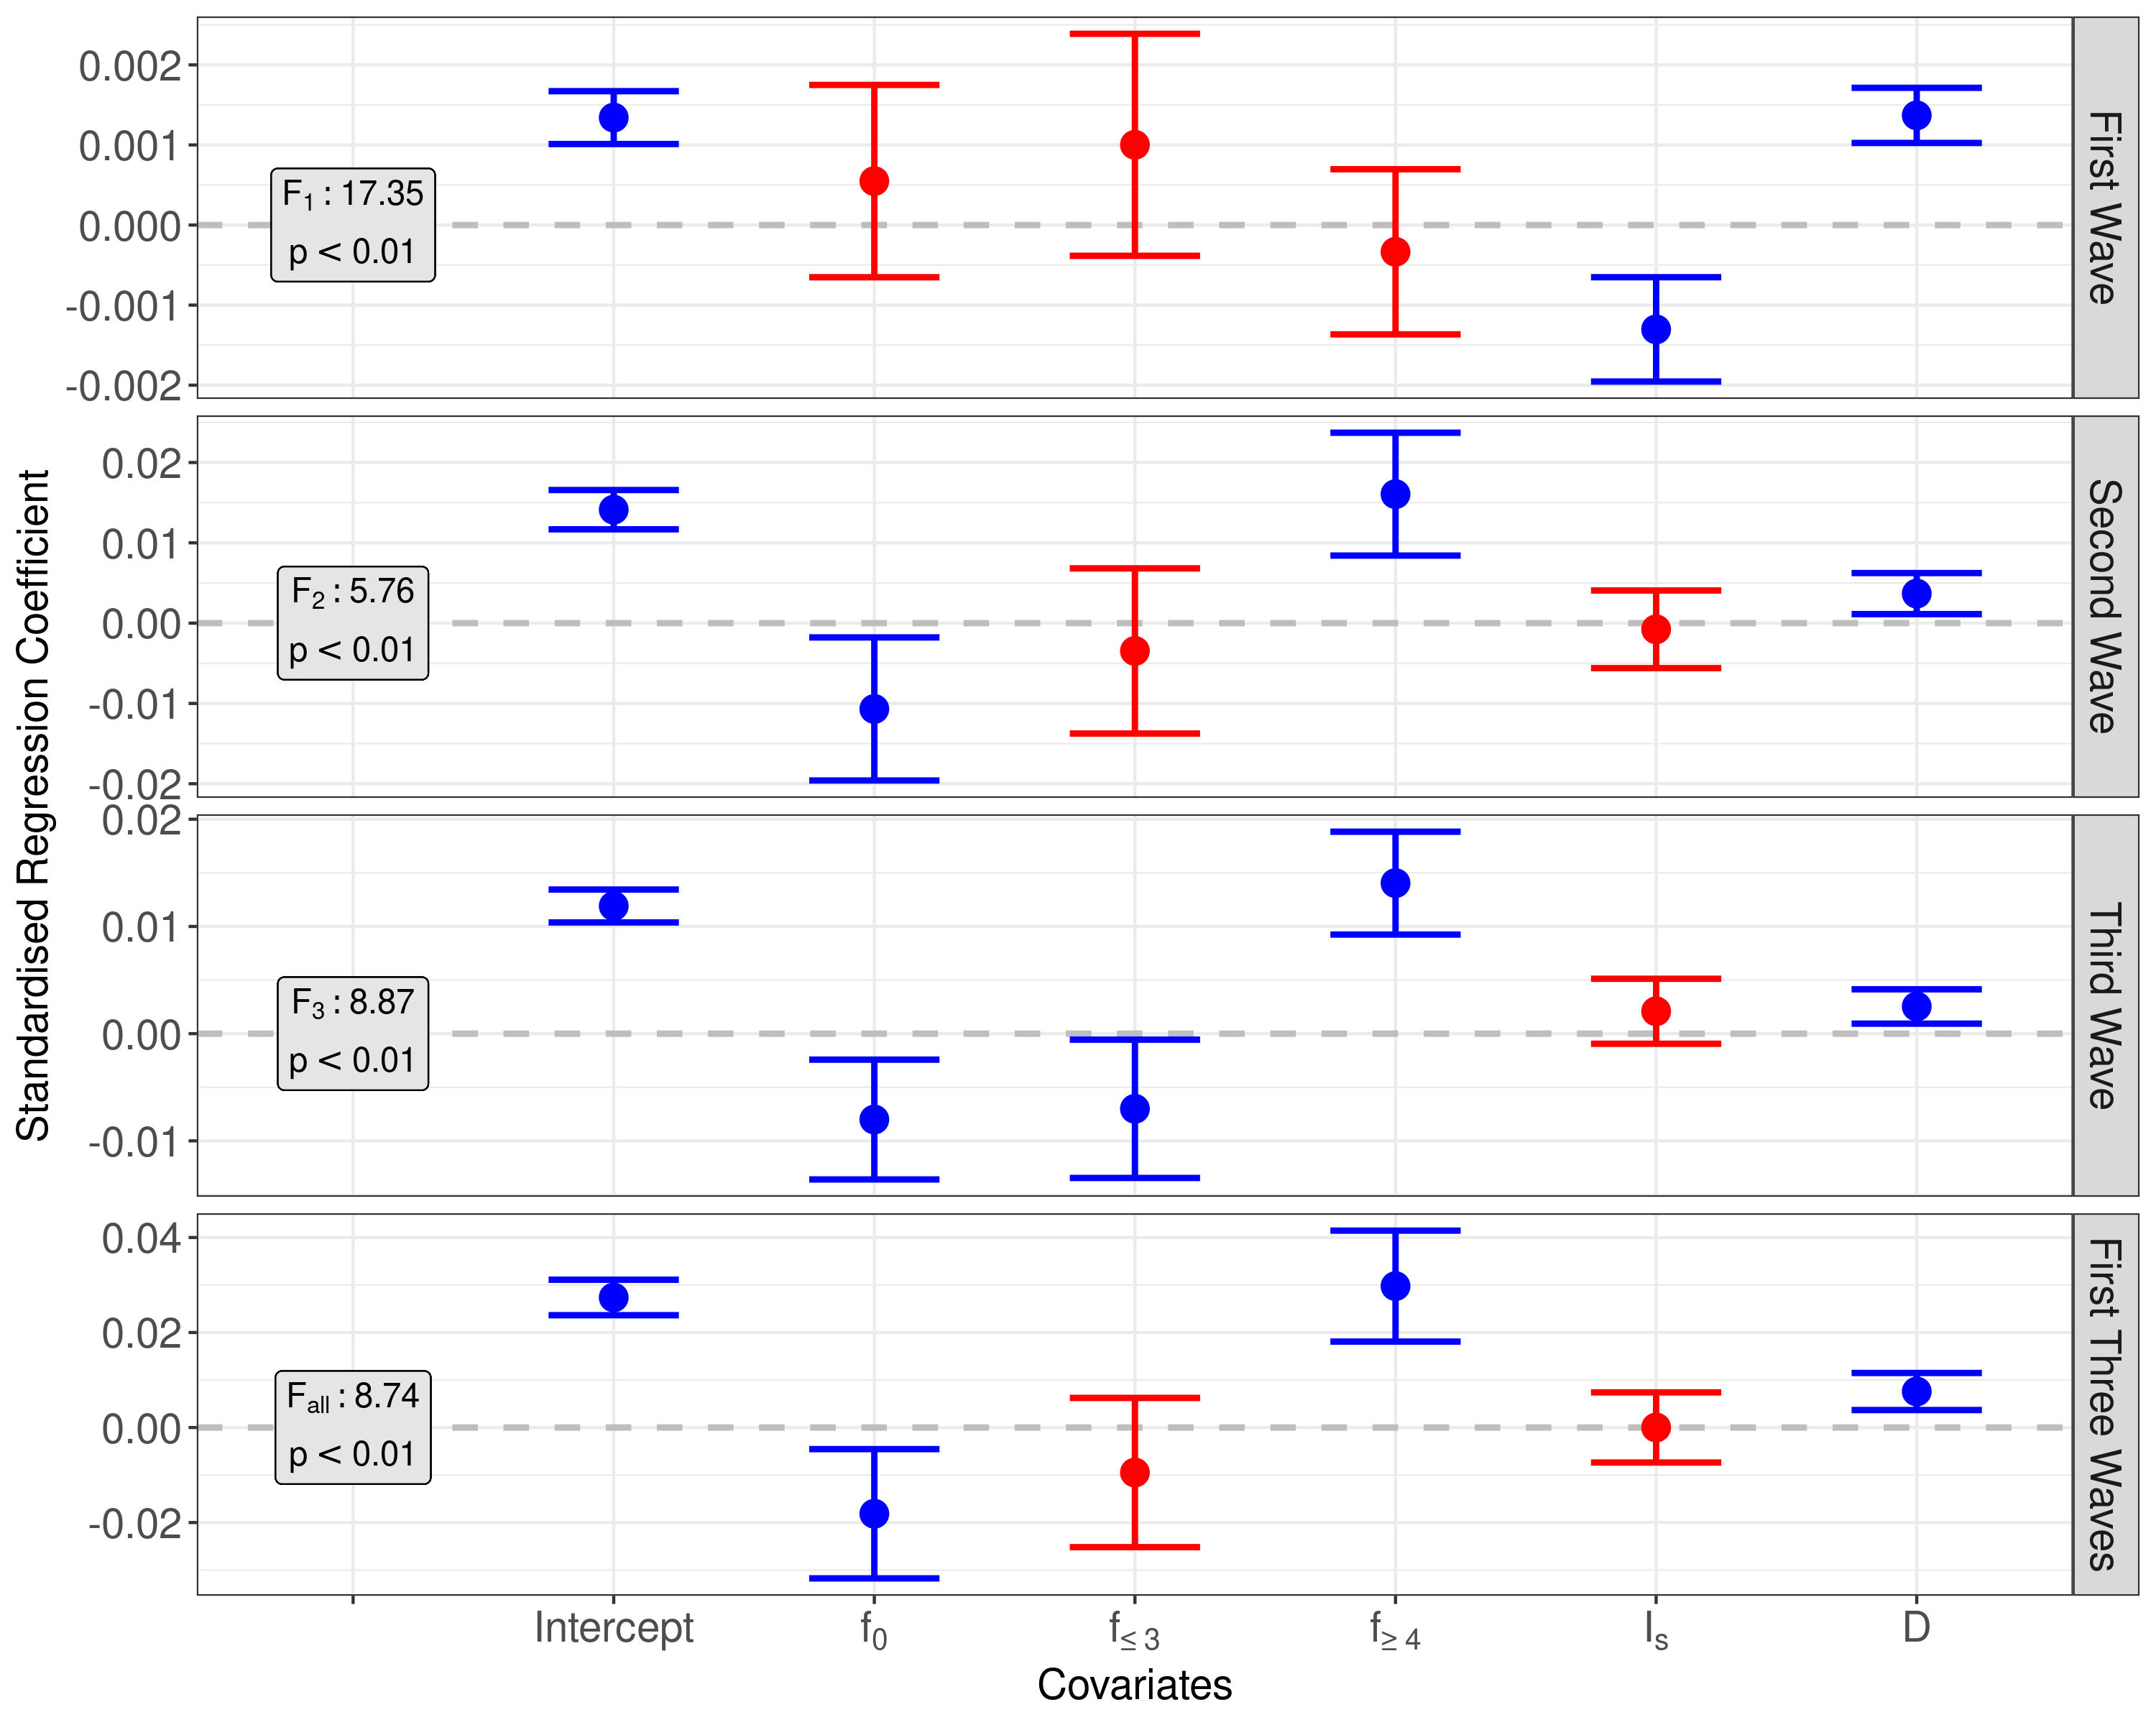 Standardised Regression Coefficient
0.002
0.001
0.000
-0.001
-0.002
F1 : 17.35
p < 0.01
First Wave
0.02
0.01
0.00
-0.01
-0.02
F2 : 5.76
p < 0.01
Second Wave
0.02
0.01
0.00
-0.01
F3 : 8.87
p < 0.01
Third Wave
0.04
0.02
0.00
-0.02
Fall : 8.74
p < 0.01
First Three Waves
Intercept f0 f≤ 3 f≥ 4 Is D
Covariates